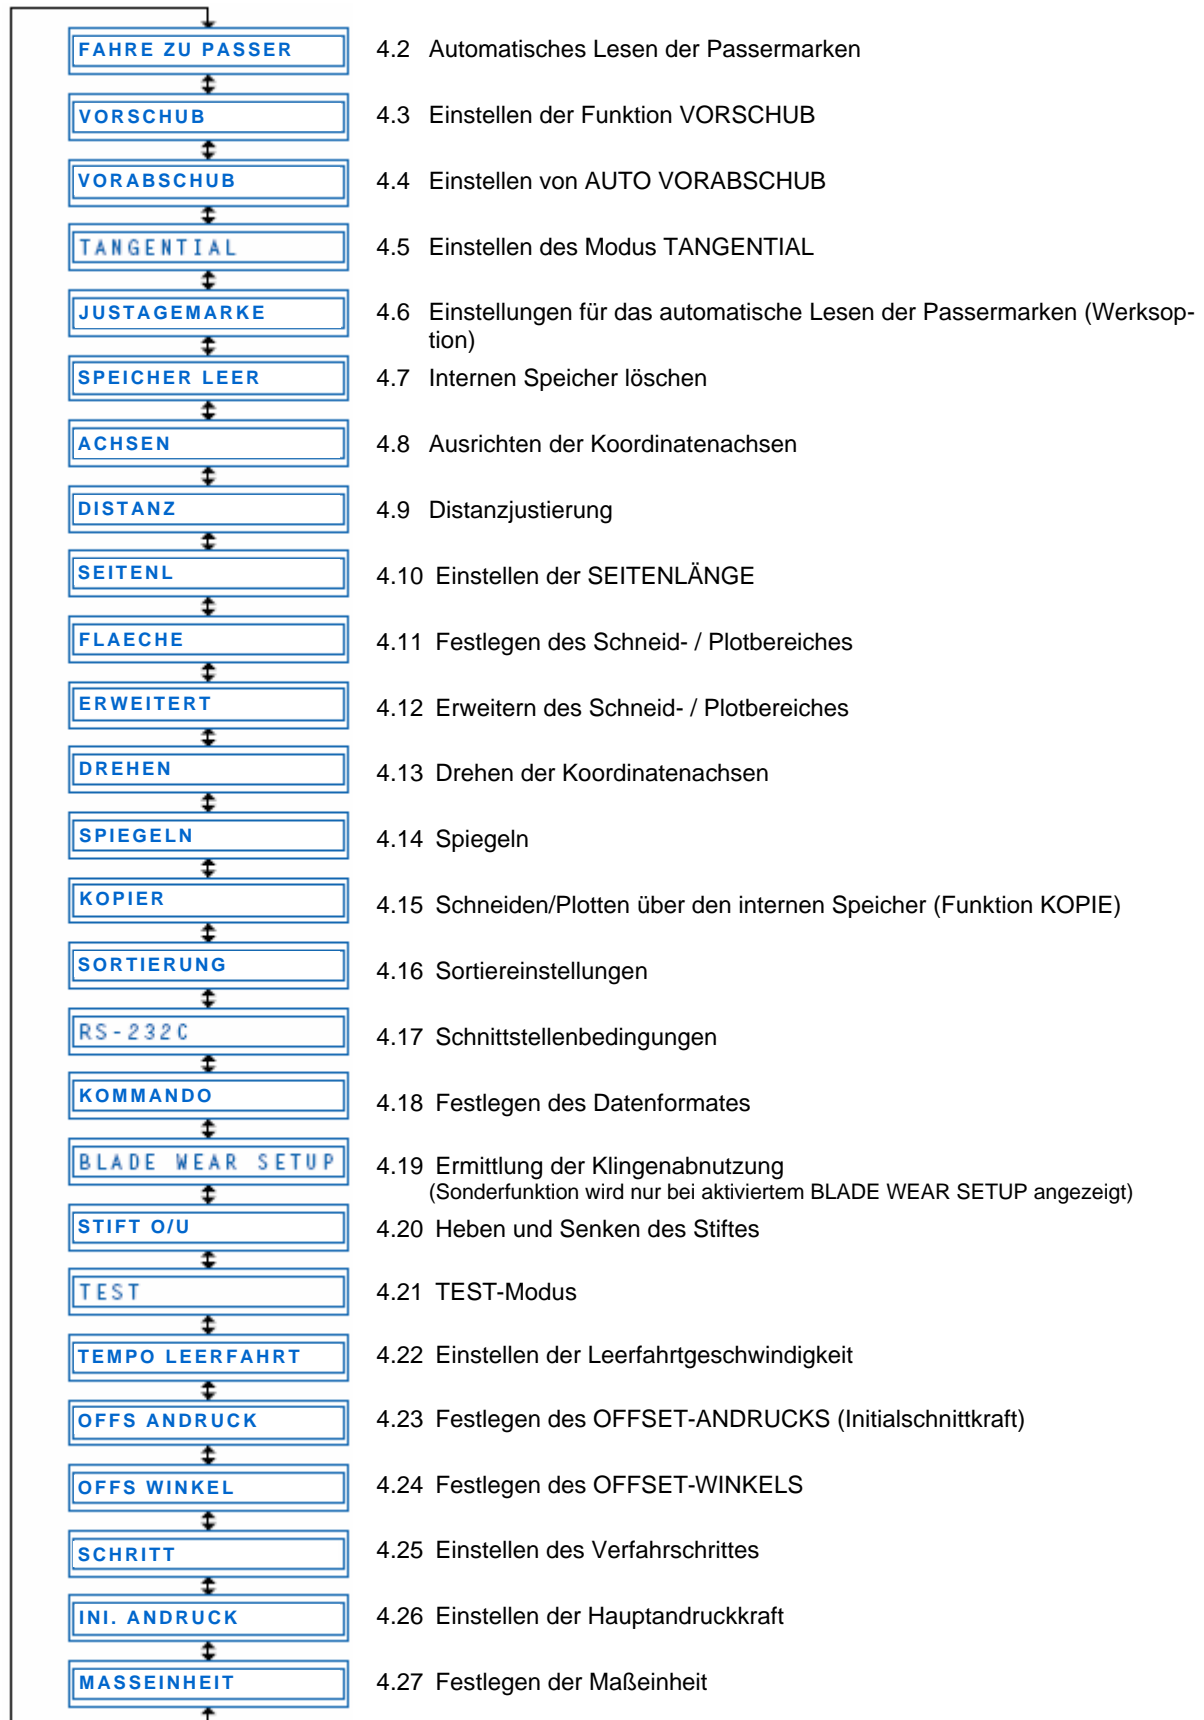 FAHRE ZU PASSER 4.2 Automatisches Lesen der Passermarken
VORSCHUB 4.3 Einstellen der Funktion VORSCHUB
VORABSCHUB 4.4 Einstellen von AUTO VORABSCHUB
TANGENTIAL 4.5 Einstellen des Modus TANGENTIAL
JUSTAGEMARKE 4.6 Einstellungen für das automatische Lesen der Passermarken (Werksop-
tion)
SPEICHER LEER 4.7 Internen Speicher löschen
ACHSEN 4.8 Ausrichten der Koordinatenachsen
DISTANZ 4.9 Distanzjustierung
SEITENL 4.10 Einstellen der SEITENLÄNGE
FLAECHE 4.11 Festlegen des Schneid- / Plotbereiches
ERWEITERT 4.12 Erweitern des Schneid- / Plotbereiches
DREHEN 4.13 Drehen der Koordinatenachsen
SPIEGELN 4.14 Spiegeln
KOPIER 4.15 Schneiden/Plotten über den internen Speicher (Funktion KOPIE)
SORTIERUNG 4.16 Sortiereinstellungen
RS-232C 4.17 Schnittstellenbedingungen
KOMMANDO 4.18 Festlegen des Datenformates
BLADE WEAR SETUP 4.19 Ermittlung der Klingenabnutzung
(Sonderfunktion wird nur bei aktiviertem BLADE WEAR SETUP angezeigt)
STIFT O/U 4.20 Heben und Senken des Stiftes
TEST 4.21 TEST-Modus
TEMPO LEERFAHRT 4.22 Einstellen der Leerfahrtgeschwindigkeit
OFFS ANDRUCK 4.23 Festlegen des OFFSET-ANDRUCKS (Initialschnittkraft)
OFFS WINKEL 4.24 Festlegen des OFFSET-WINKELS
SCHRITT 4.25 Einstellen des Verfahrschrittes
INI. ANDRUCK 4.26 Einstellen der Hauptandruckkraft
MASSEINHEIT 4.27 Festlegen der Maßeinheit